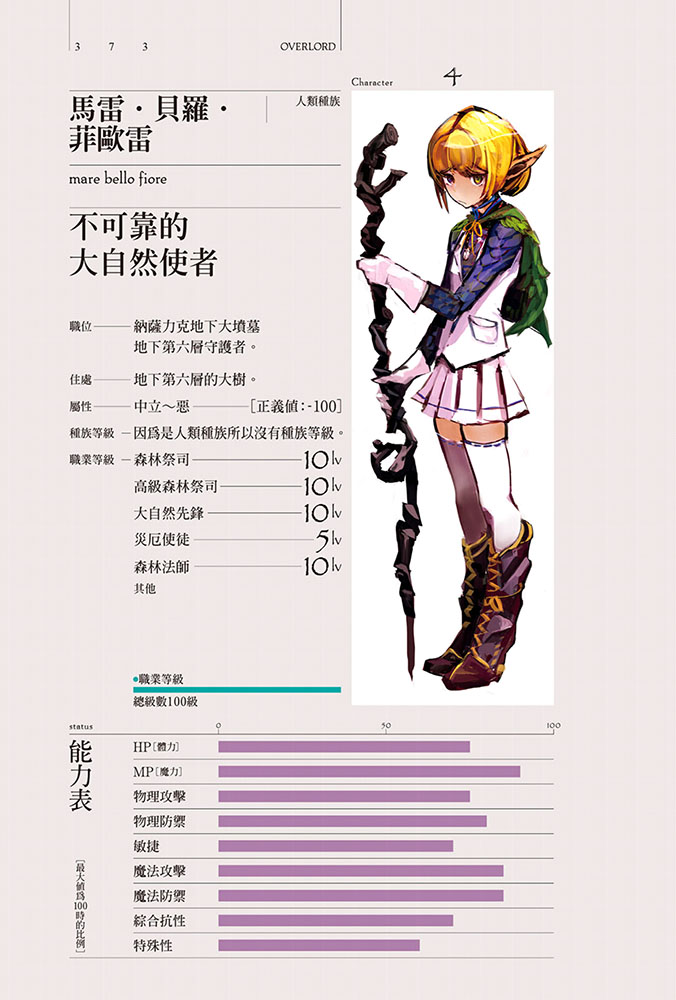 373
OVERLORD
Character
4
馬雷・貝羅・
菲歐雷
人類種族
mare bello fiore
不可靠的
大自然使者
職位 納薩力克地下大墳墓
地下第六層守護者。
住處 地下第六層的大樹。
屬性 中立～惡 [正義値:-100]
種族等級 因爲是人類種族所以沒有種族等級。
職業等級 森林祭司 10 lv
高級森林祭司 10 lv
大自然先鋒 10 lv
災厄使徒 5 lv
森林法師 10 lv
其他
●職業等級
總級數100級
status
0 50 100
能力表
[最大値爲100時的比例]
HP[體力]
MP[魔力]
物理攻擊
物理防禦
敏捷
魔法攻擊
魔法防禦
綜合抗性
特殊性